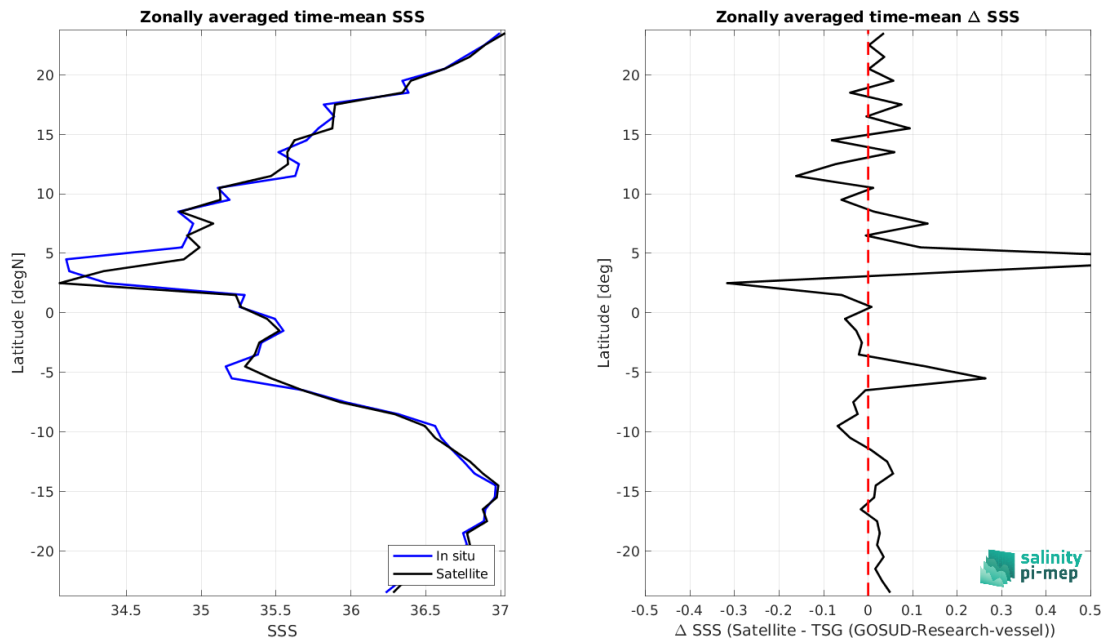 Zonally averaged time-mean SSS
Latitude [degN]
20
15
10
5
0
-5
-10
-15
-20
34.5 35 35.5 36 36.5 37
SSS
In situ
Satellite
Zonally averaged time-mean Δ SSS
Latitude [deg]
20
15
10
5
0
-5
-10
-15
-20
-0.5 -0.4 -0.3 -0.2 -0.1 0 0.1 0.2 0.3 0.4 0.5
Δ SSS (Satellite - TSG (GOSUD-Research-vessel))
salinity
pi-mep